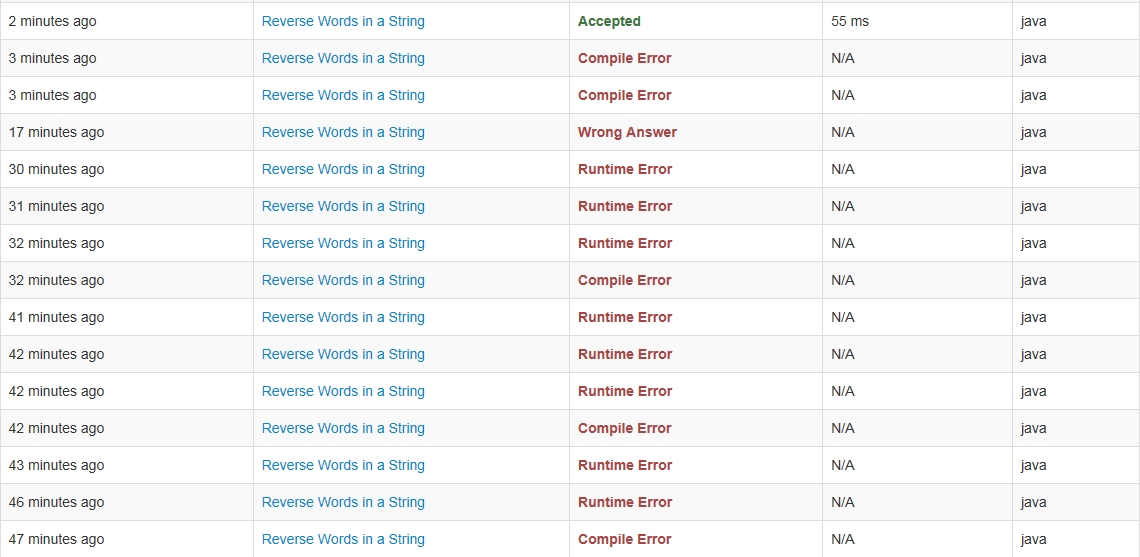 2 minutes ago Reverse Words in a String Accepted 55 ms java
3 minutes ago Reverse Words in a String Compile Error N/A java
3 minutes ago Reverse Words in a String Compile Error N/A java
17 minutes ago Reverse Words in a String Wrong Answer N/A java
30 minutes ago Reverse Words in a String Runtime Error N/A java
31 minutes ago Reverse Words in a String Runtime Error N/A java
32 minutes ago Reverse Words in a String Runtime Error N/A java
32 minutes ago Reverse Words in a String Compile Error N/A java
41 minutes ago Reverse Words in a String Runtime Error N/A java
42 minutes ago Reverse Words in a String Runtime Error N/A java
42 minutes ago Reverse Words in a String Runtime Error N/A java
42 minutes ago Reverse Words in a String Compile Error N/A java
43 minutes ago Reverse Words in a String Runtime Error N/A java
46 minutes ago Reverse Words in a String Runtime Error N/A java
47 minutes ago Reverse Words in a String Compile Error N/A java